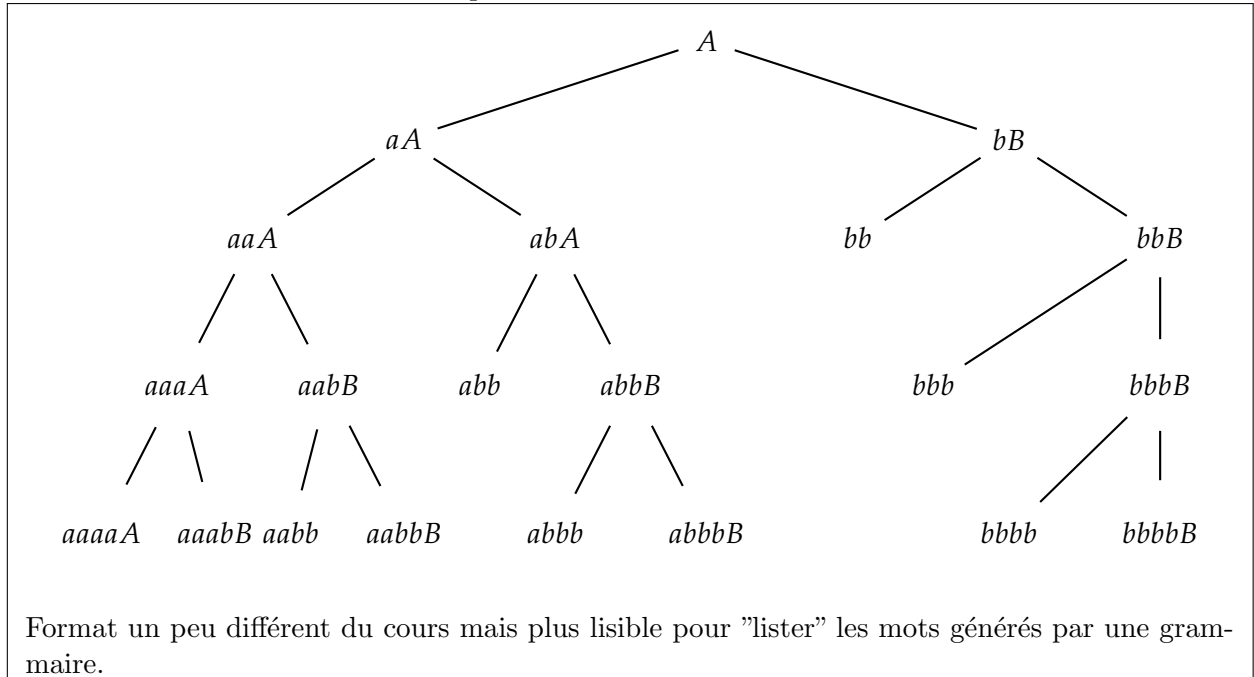 A
aA bB
aaA abA bb bbB
aaaA aabB abb abbB bbb bbbB
aaaaA aaabB aabb aabbB abbb abbbB bbbb bbbbB
Format un peu différent du cours mais plus lisible pour ”lister” les mots générés par une gram-
maire.